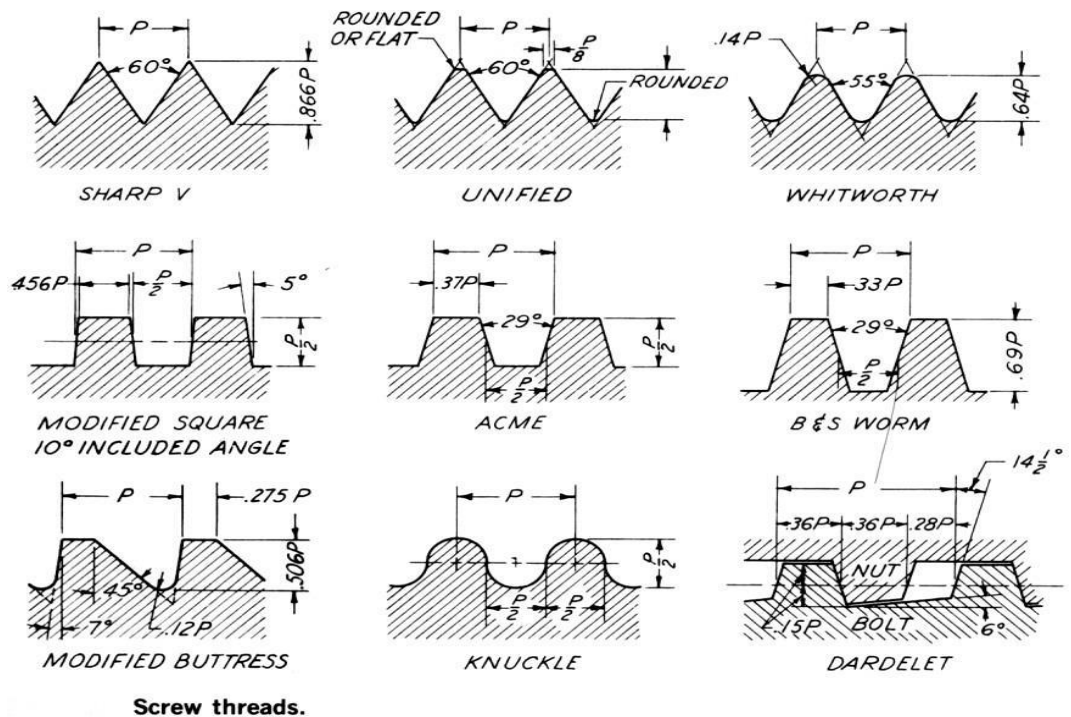 P
60°
.866P
SHARP V
ROUNDED
OR FLAT
P
P/8
60°
ROUNDED
UNIFIED
.14P
P
55°
.64P
WHITWORTH
P
.456P
P/2
5°
P/2
MODIFIED SQUARE
10° INCLUDED ANGLE
P
.37P
29°
P/2
P/2
ACME
P
.33P
29°
P/2
.69P
B & S WORM
P
.275 P
.506P
45°
7°
.12P
MODIFIED BUTTRESS
P
P/2
P/2
P/2
KNUCKLE
14 1/2°
P
.36P
.36P
.28P
NUT
.15P
BOLT
6°
DARDELET
Screw threads.